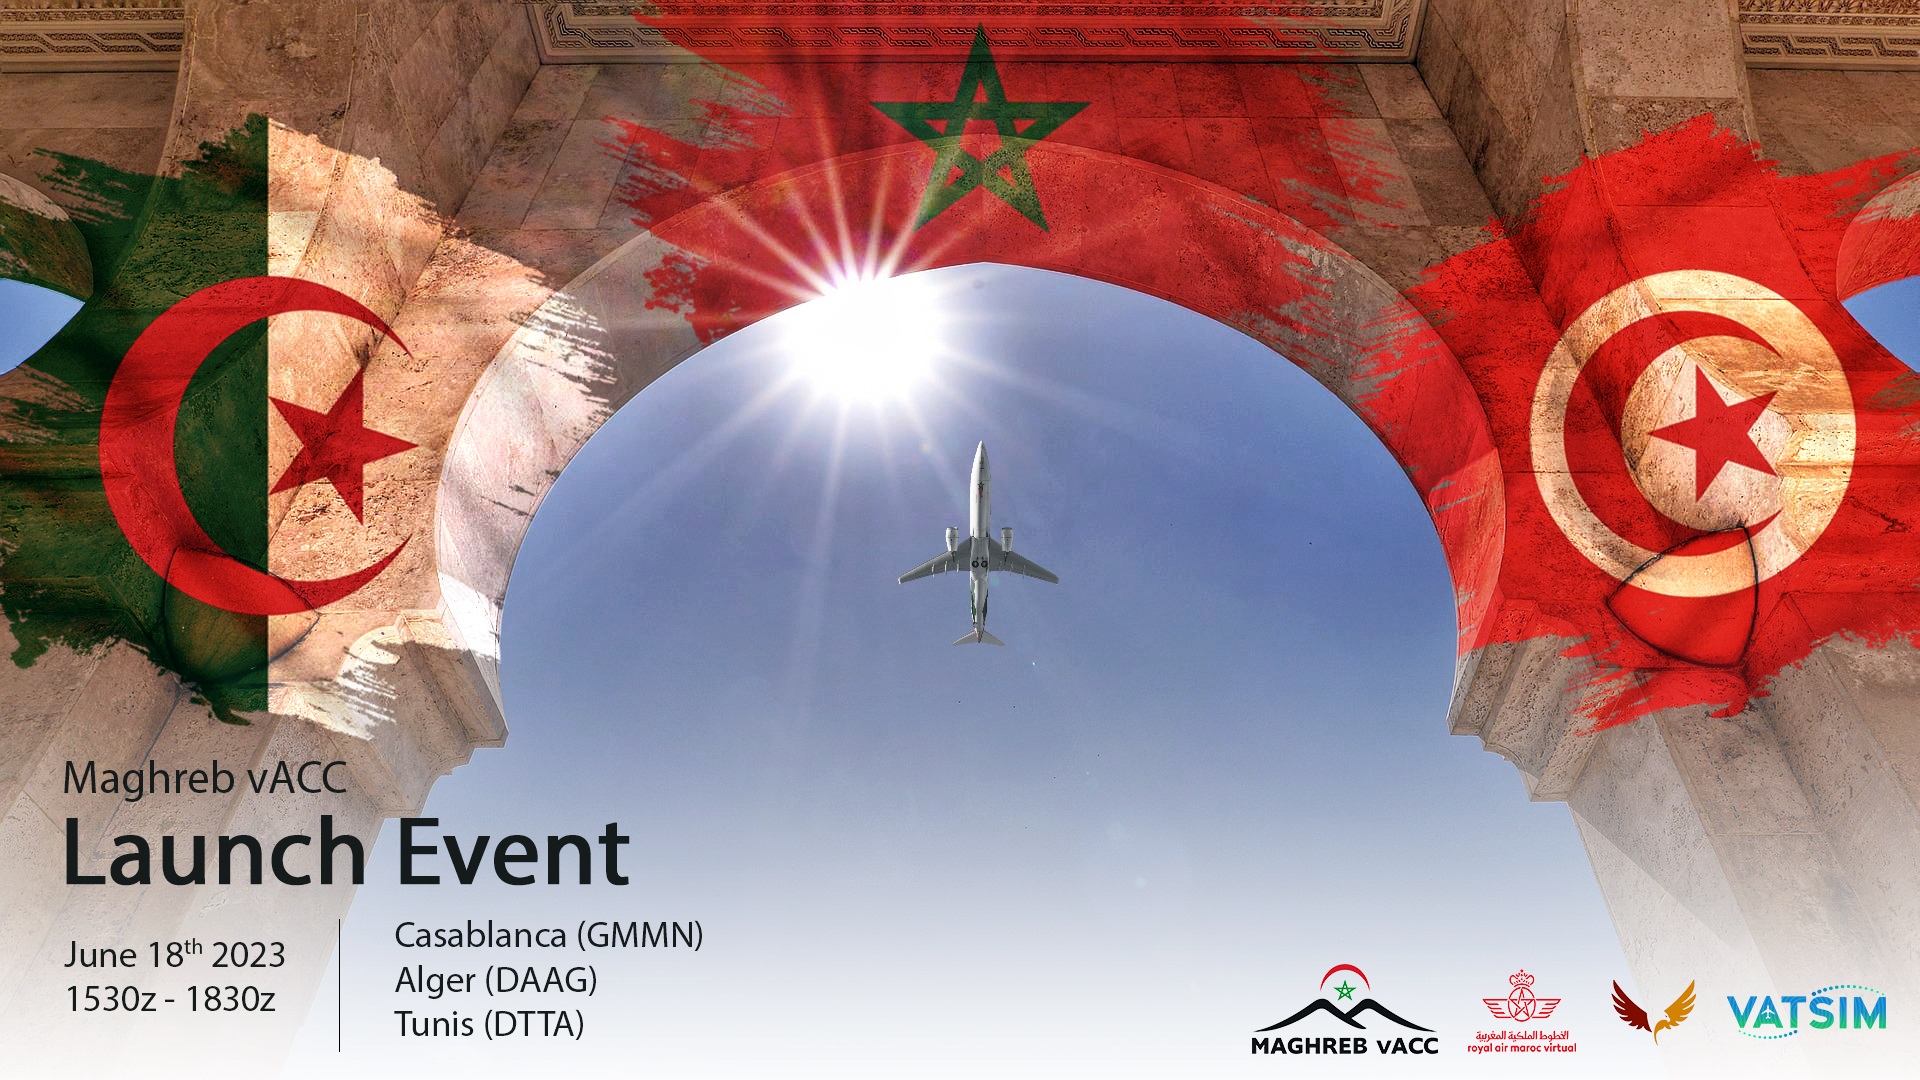 Maghreb vACC
Launch Event
June 18th 2023
1530z - 1830z
Casablanca (GMMN)
Alger (DAAG)
Tunis (DTTA)
MAGHREB vACC
الخطوط الملكية المغربية
royal air maroc virtual
VATSIM